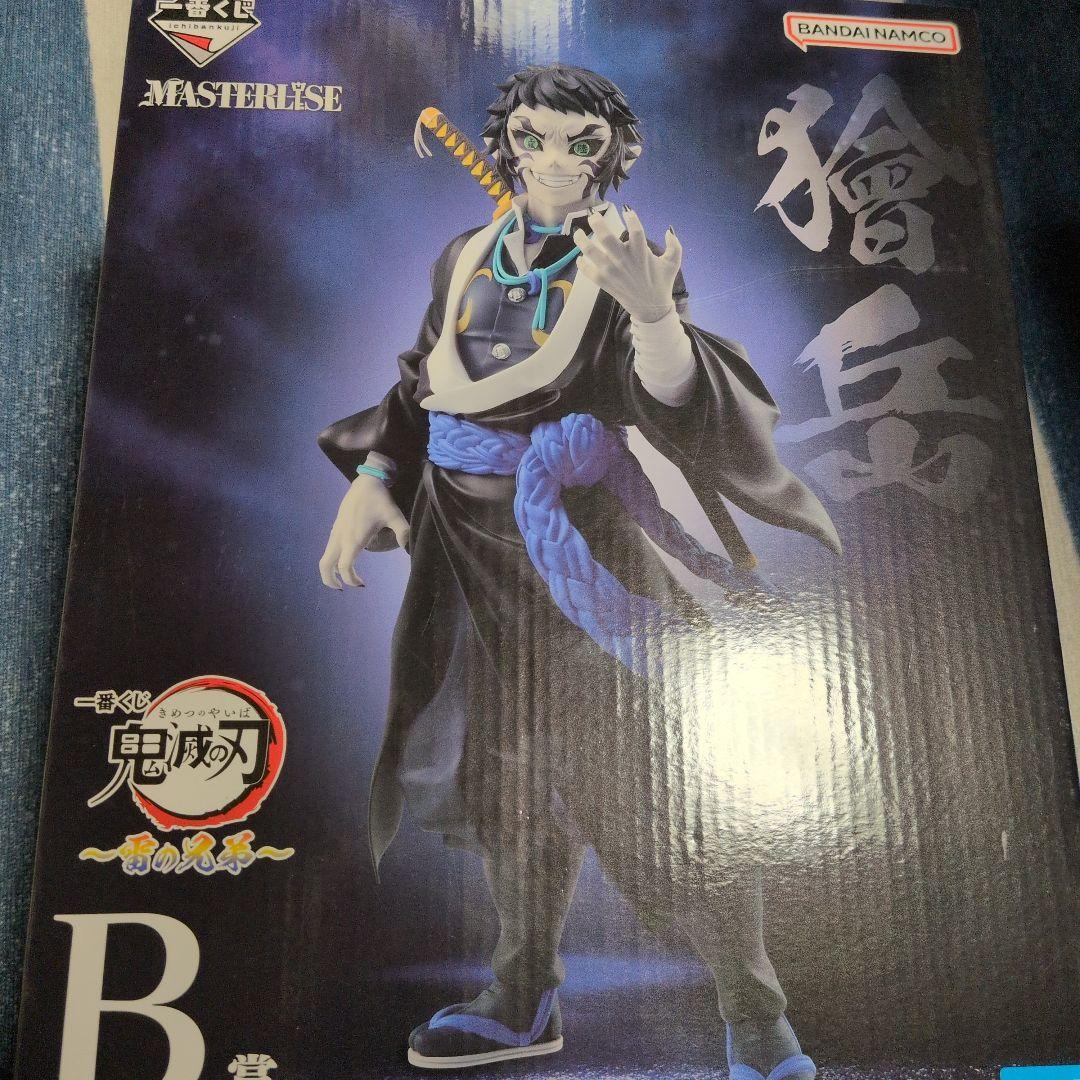 一番くじ
ichibankuji
MASTERLISE
BANDAI NAMCO
獪岳
一番くじ
きめつのやいば
鬼滅の刃
〜雷の兄弟〜
B賞